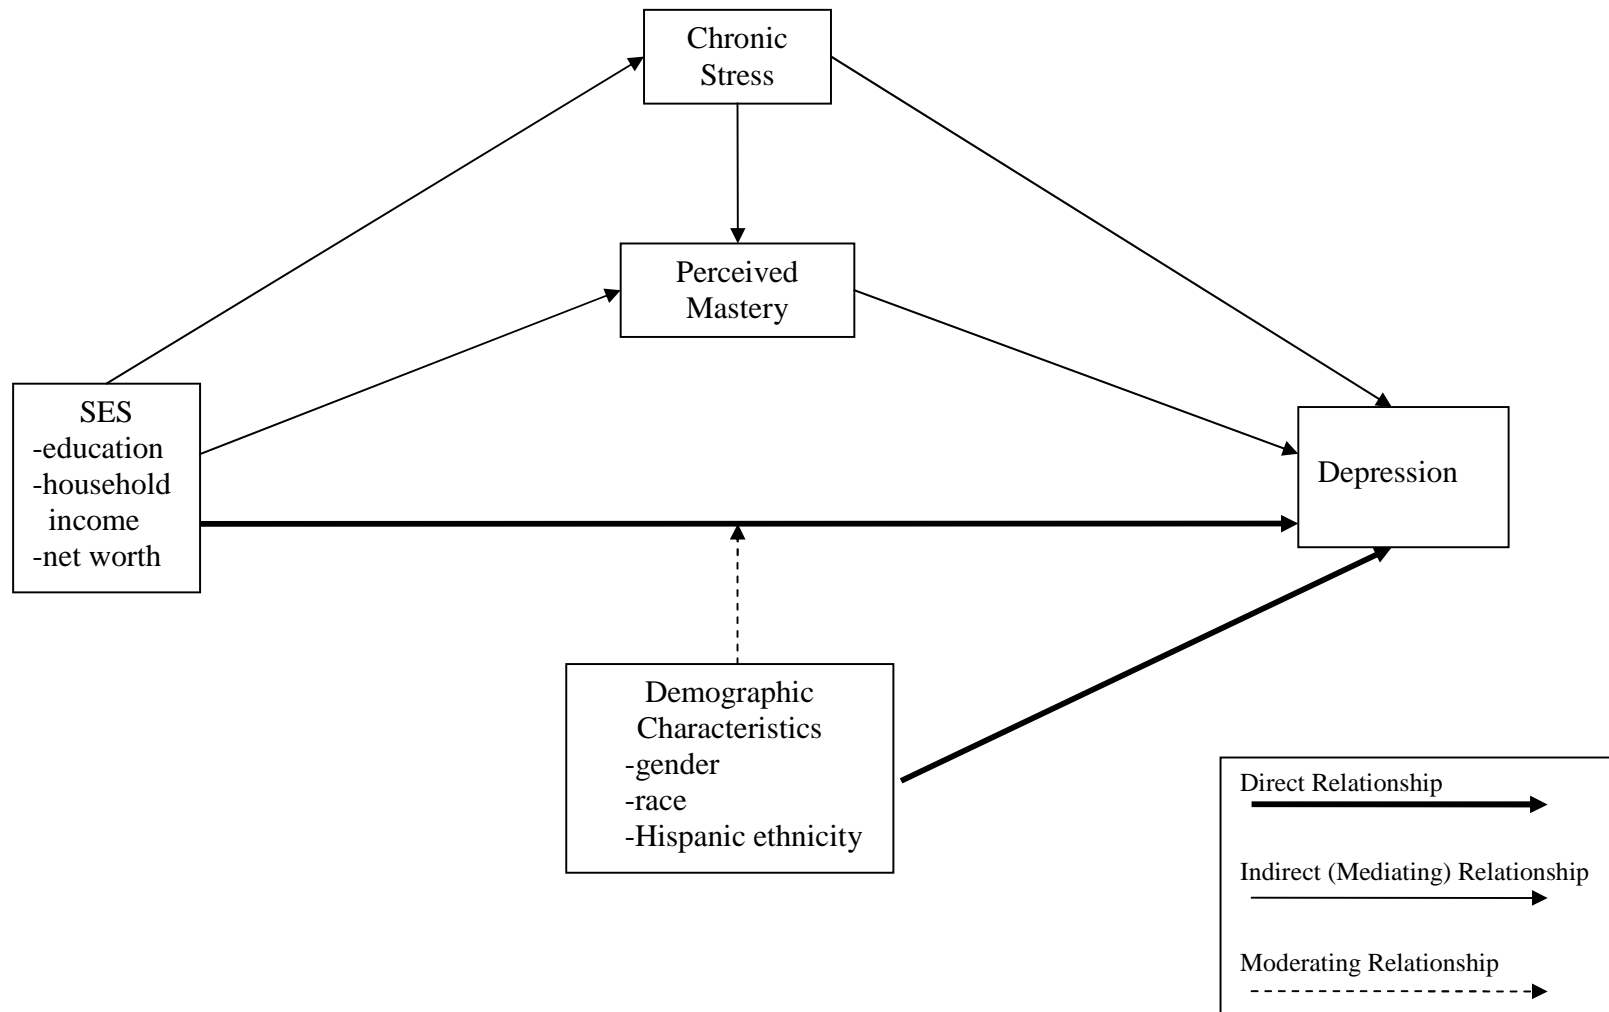 Chronic
Stress
Perceived
Mastery
SES
-education
-household
income
-net worth
Depression
Demographic
Characteristics
-gender
-race
-Hispanic ethnicity
Direct Relationship
Indirect (Mediating) Relationship
Moderating Relationship